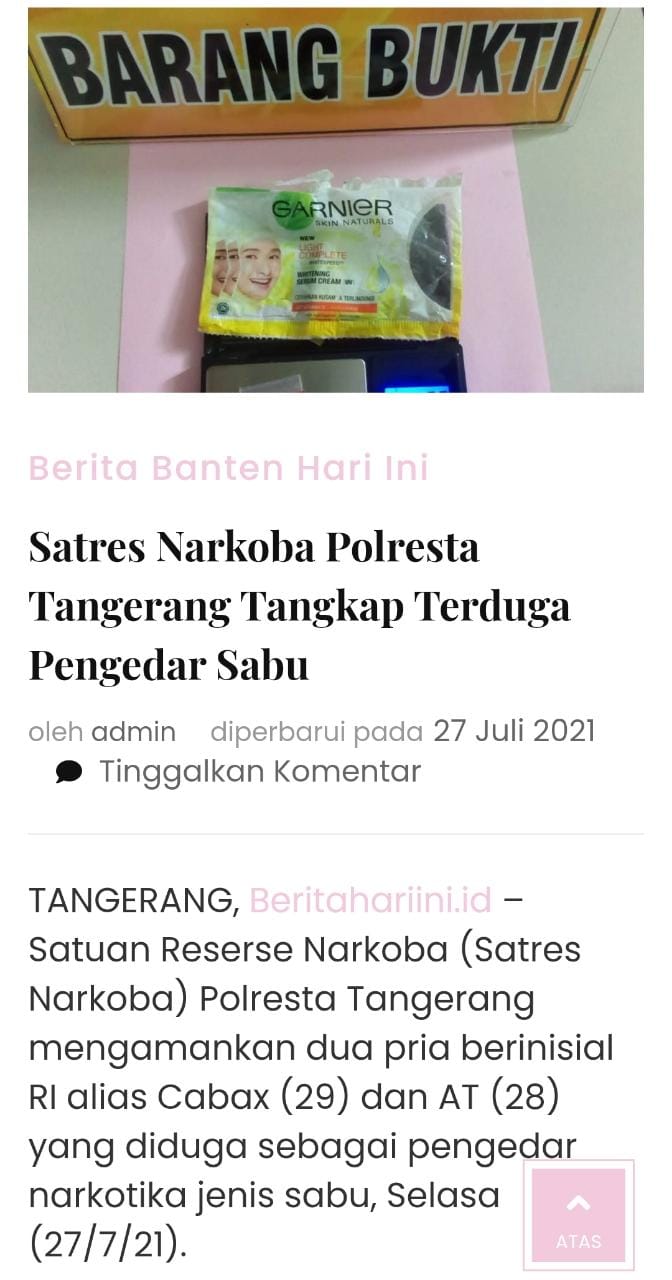 BARANG BUKTI
GARNIER
SKIN NATURALS
NEW
LIGHT
COMPLETE
WHITENING
SERUM CREAM
Berita Banten Hari Ini
Satres Narkoba Polresta
Tangerang Tangkap Terduga
Pengedar Sabu
oleh admin diperbarui pada 27 Juli 2021
Tinggalkan Komentar
TANGERANG, Beritahariini.id –
Satuan Reserse Narkoba (Satres
Narkoba) Polresta Tangerang
mengamankan dua pria berinisial
RI alias Cabax (29) dan AT (28)
yang diduga sebagai pengedar
narkotika jenis sabu, Selasa
(27/7/21).
ATAS